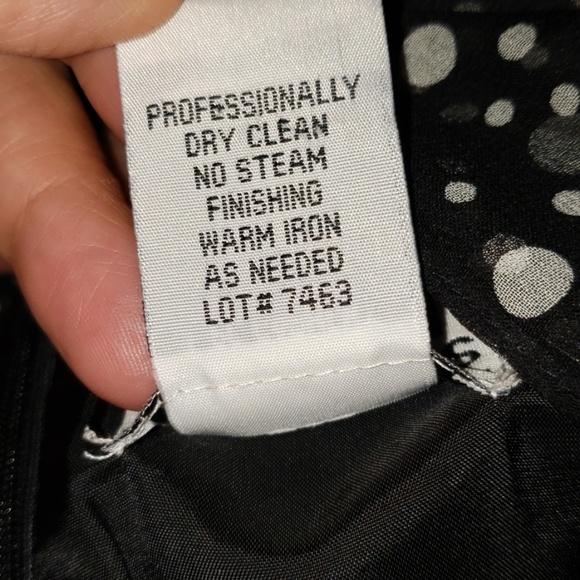 PROFESSIONALLY
DRY CLEAN
NO STEAM
FINISHING
WARM IRON
AS NEEDED
LOT# 7463
S